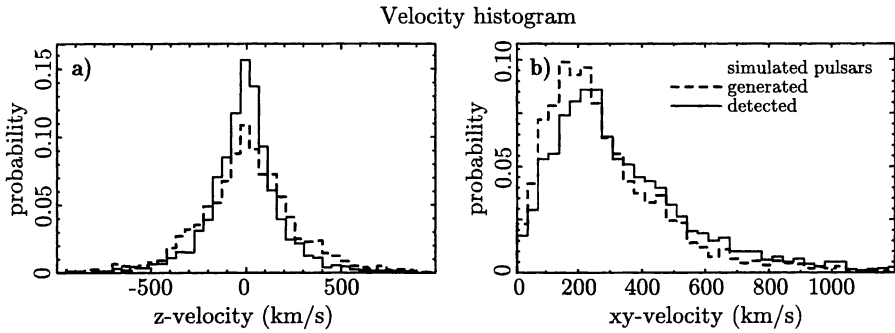 Velocity histogram
a)
probability
0.15
0.10
0.05
0
-500
0
500
z-velocity (km/s)
b)
simulated pulsars
generated
detected
probability
0.10
0.05
0
0
200
400
600
800
1000
xy-velocity (km/s)